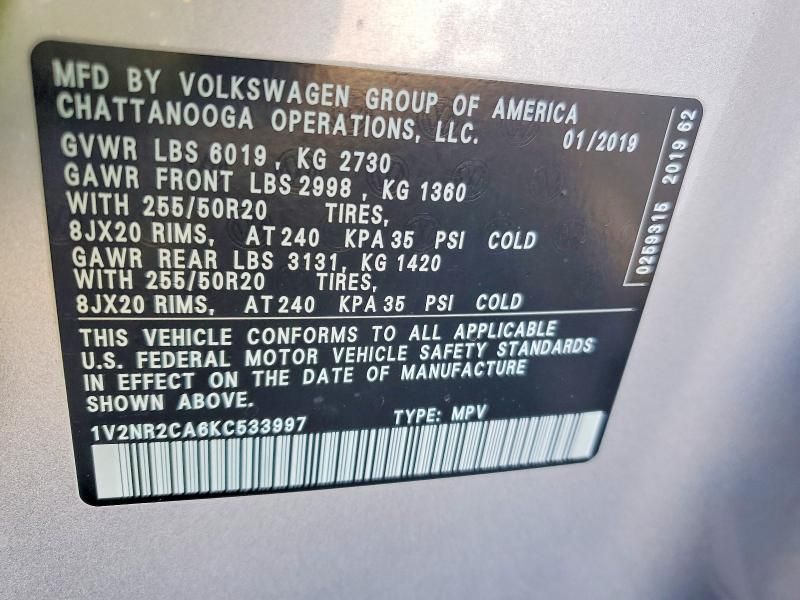 MFD BY VOLKSWAGEN GROUP OF AMERICA
CHATTANOOGA OPERATIONS, LLC. 01/2019
GVWR LBS 6019, KG 2730
GAWR FRONT LBS 2998, KG 1360
WITH 255/50R20 TIRES,
8JX20 RIMS, AT 240 KPA 35 PSI COLD
GAWR REAR LBS 3131, KG 1420
WITH 255/50R20 TIRES,
8JX20 RIMS, AT 240 KPA 35 PSI COLD
THIS VEHICLE CONFORMS TO ALL APPLICABLE
U.S. FEDERAL MOTOR VEHICLE SAFETY STANDARDS
IN EFFECT ON THE DATE OF MANUFACTURE
SHOWN ABOVE.
1V2NR2CA6KC533997 TYPE: MPV
0259315 2019 62